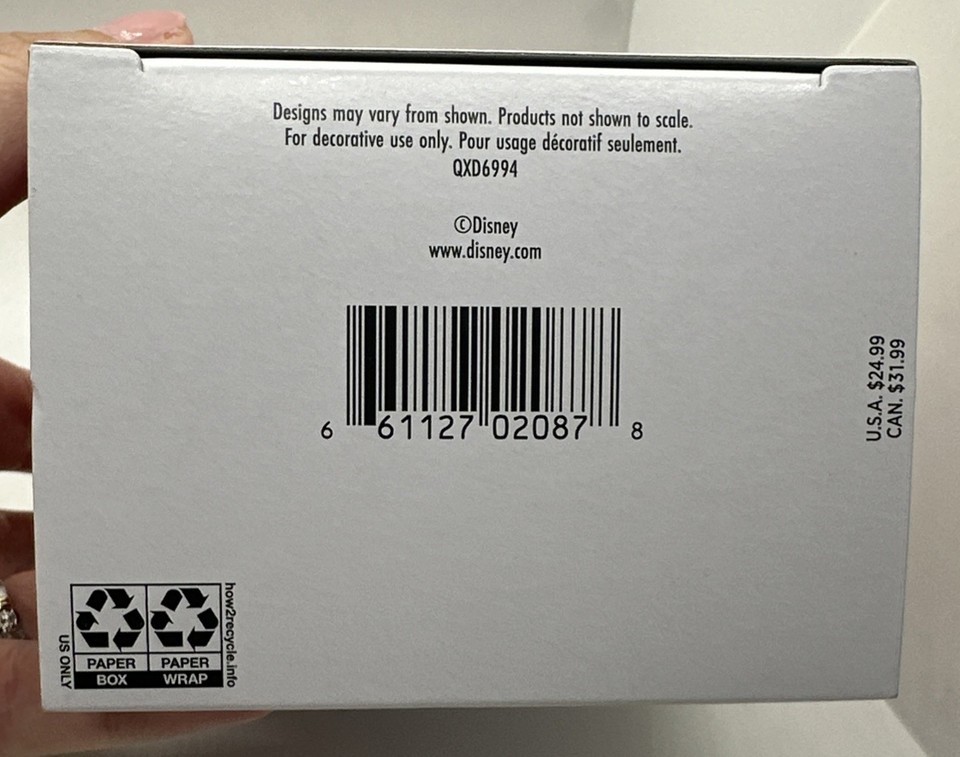 Designs may vary from shown. Products not shown to scale.
For decorative use only. Pour usage décoratif seulement.
QXD6994
©Disney
www.disney.com
6 61127 02087 8
U.S.A. $24.99
CAN. $31.99
US ONLY
PAPER PAPER
BOX WRAP
how2recycle.info